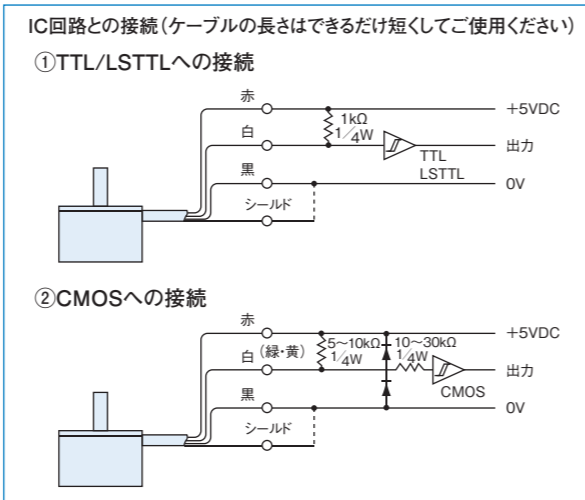 IC回路との接続(ケーブルの長さはできるだけ短くしてご使用ください)
①TTL/LSTTLへの接続
赤
+5VDC
1kΩ
1/4W
白
出力
TTL
LSTTL
黒
0V
シールド
②CMOSへの接続
赤
+5VDC
5～10kΩ
1/4W
10～30kΩ
1/4W
白(緑・黄)
出力
CMOS
黒
0V
シールド